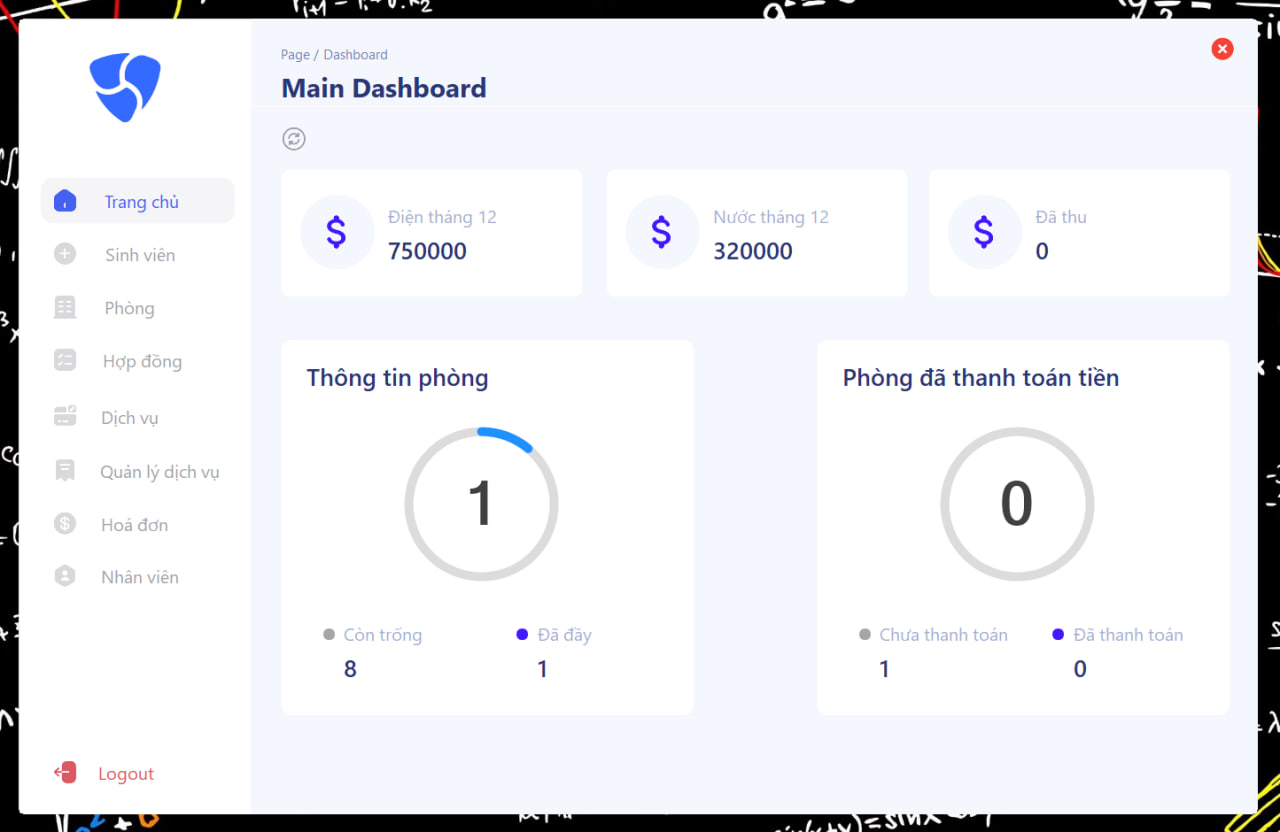 Page / Dashboard
Main Dashboard
Trang chủ
Sinh viên
Phòng
Hợp đồng
Dịch vụ
Quản lý dịch vụ
Hoá đơn
Nhân viên
Logout
Điện tháng 12
750000
Nước tháng 12
320000
Đã thu
0
Thông tin phòng
1
Còn trống
8
Đã đầy
1
Phòng đã thanh toán tiền
0
Chưa thanh toán
1
Đã thanh toán
0